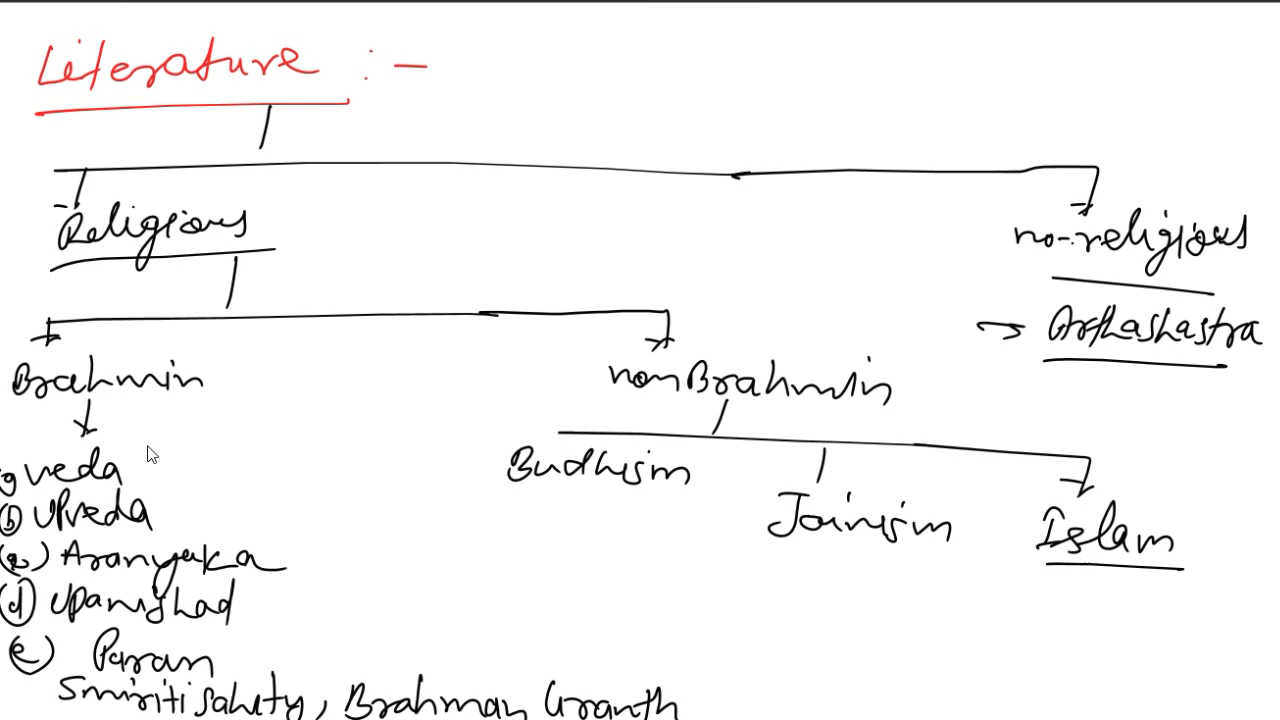 Literature :-
Religious
no-religious
→ Arthashastra
Brahmin
non Brahmin
a) veda
Budhism
(b) upveda
Jainism
Islam
(c) Aranyaka
(d) upanishad
(e) Puran
Smiriti Sahity, Brahman Granth